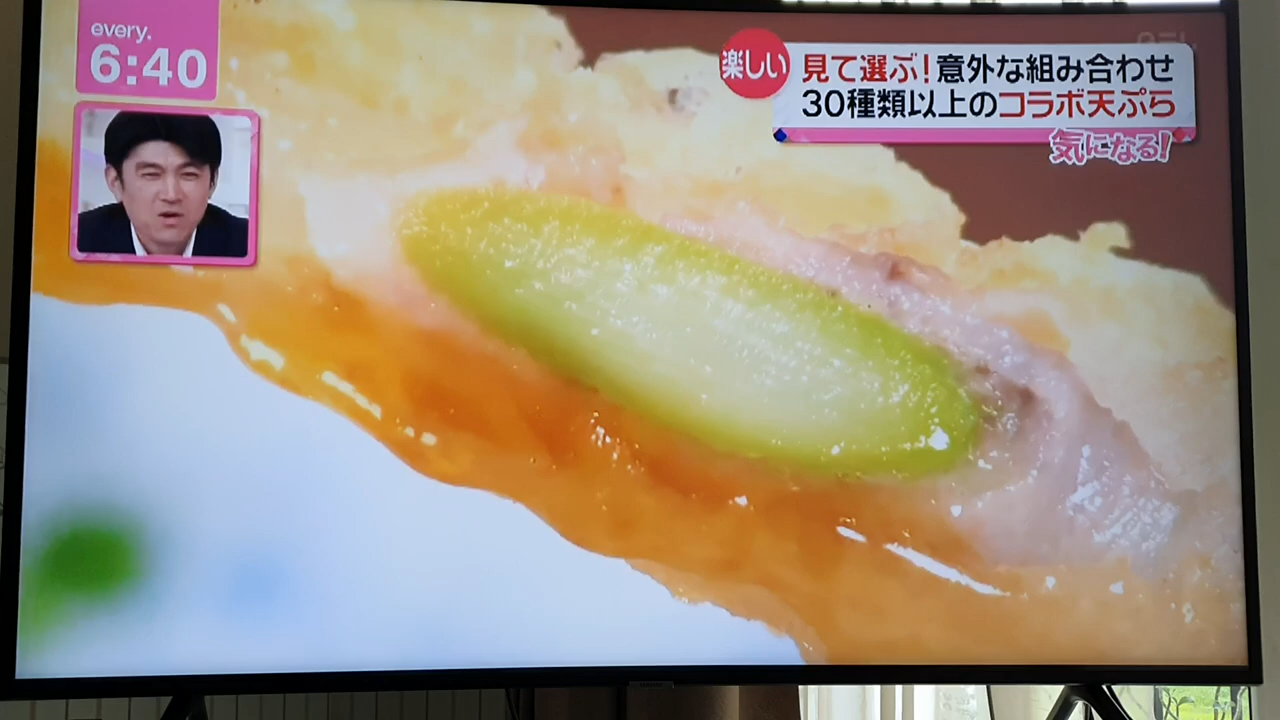 every.
6:40
楽しい
見て選ぶ!意外な組み合わせ
30種類以上のコラボ天ぷら
気になる!